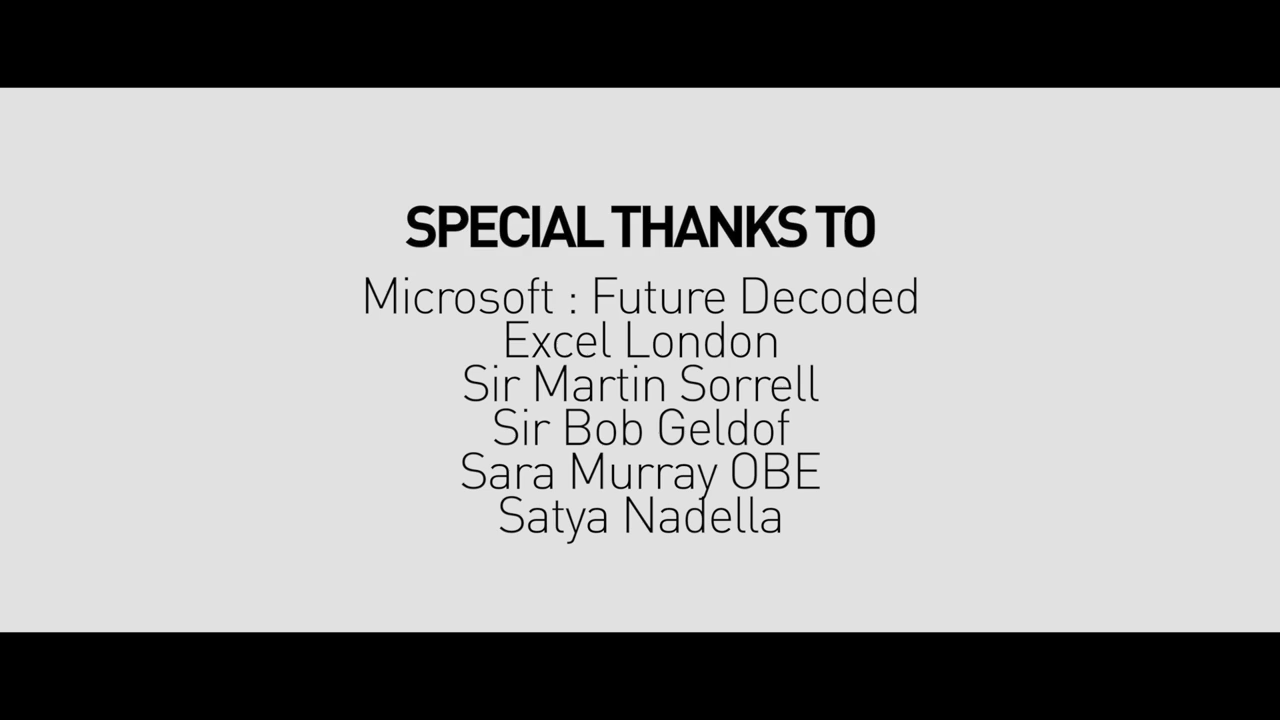 SPECIAL THANKS TO
Microsoft : Future Decoded
Excel London
Sir Martin Sorrell
Sir Bob Geldof
Sara Murray OBE
Satya Nadella